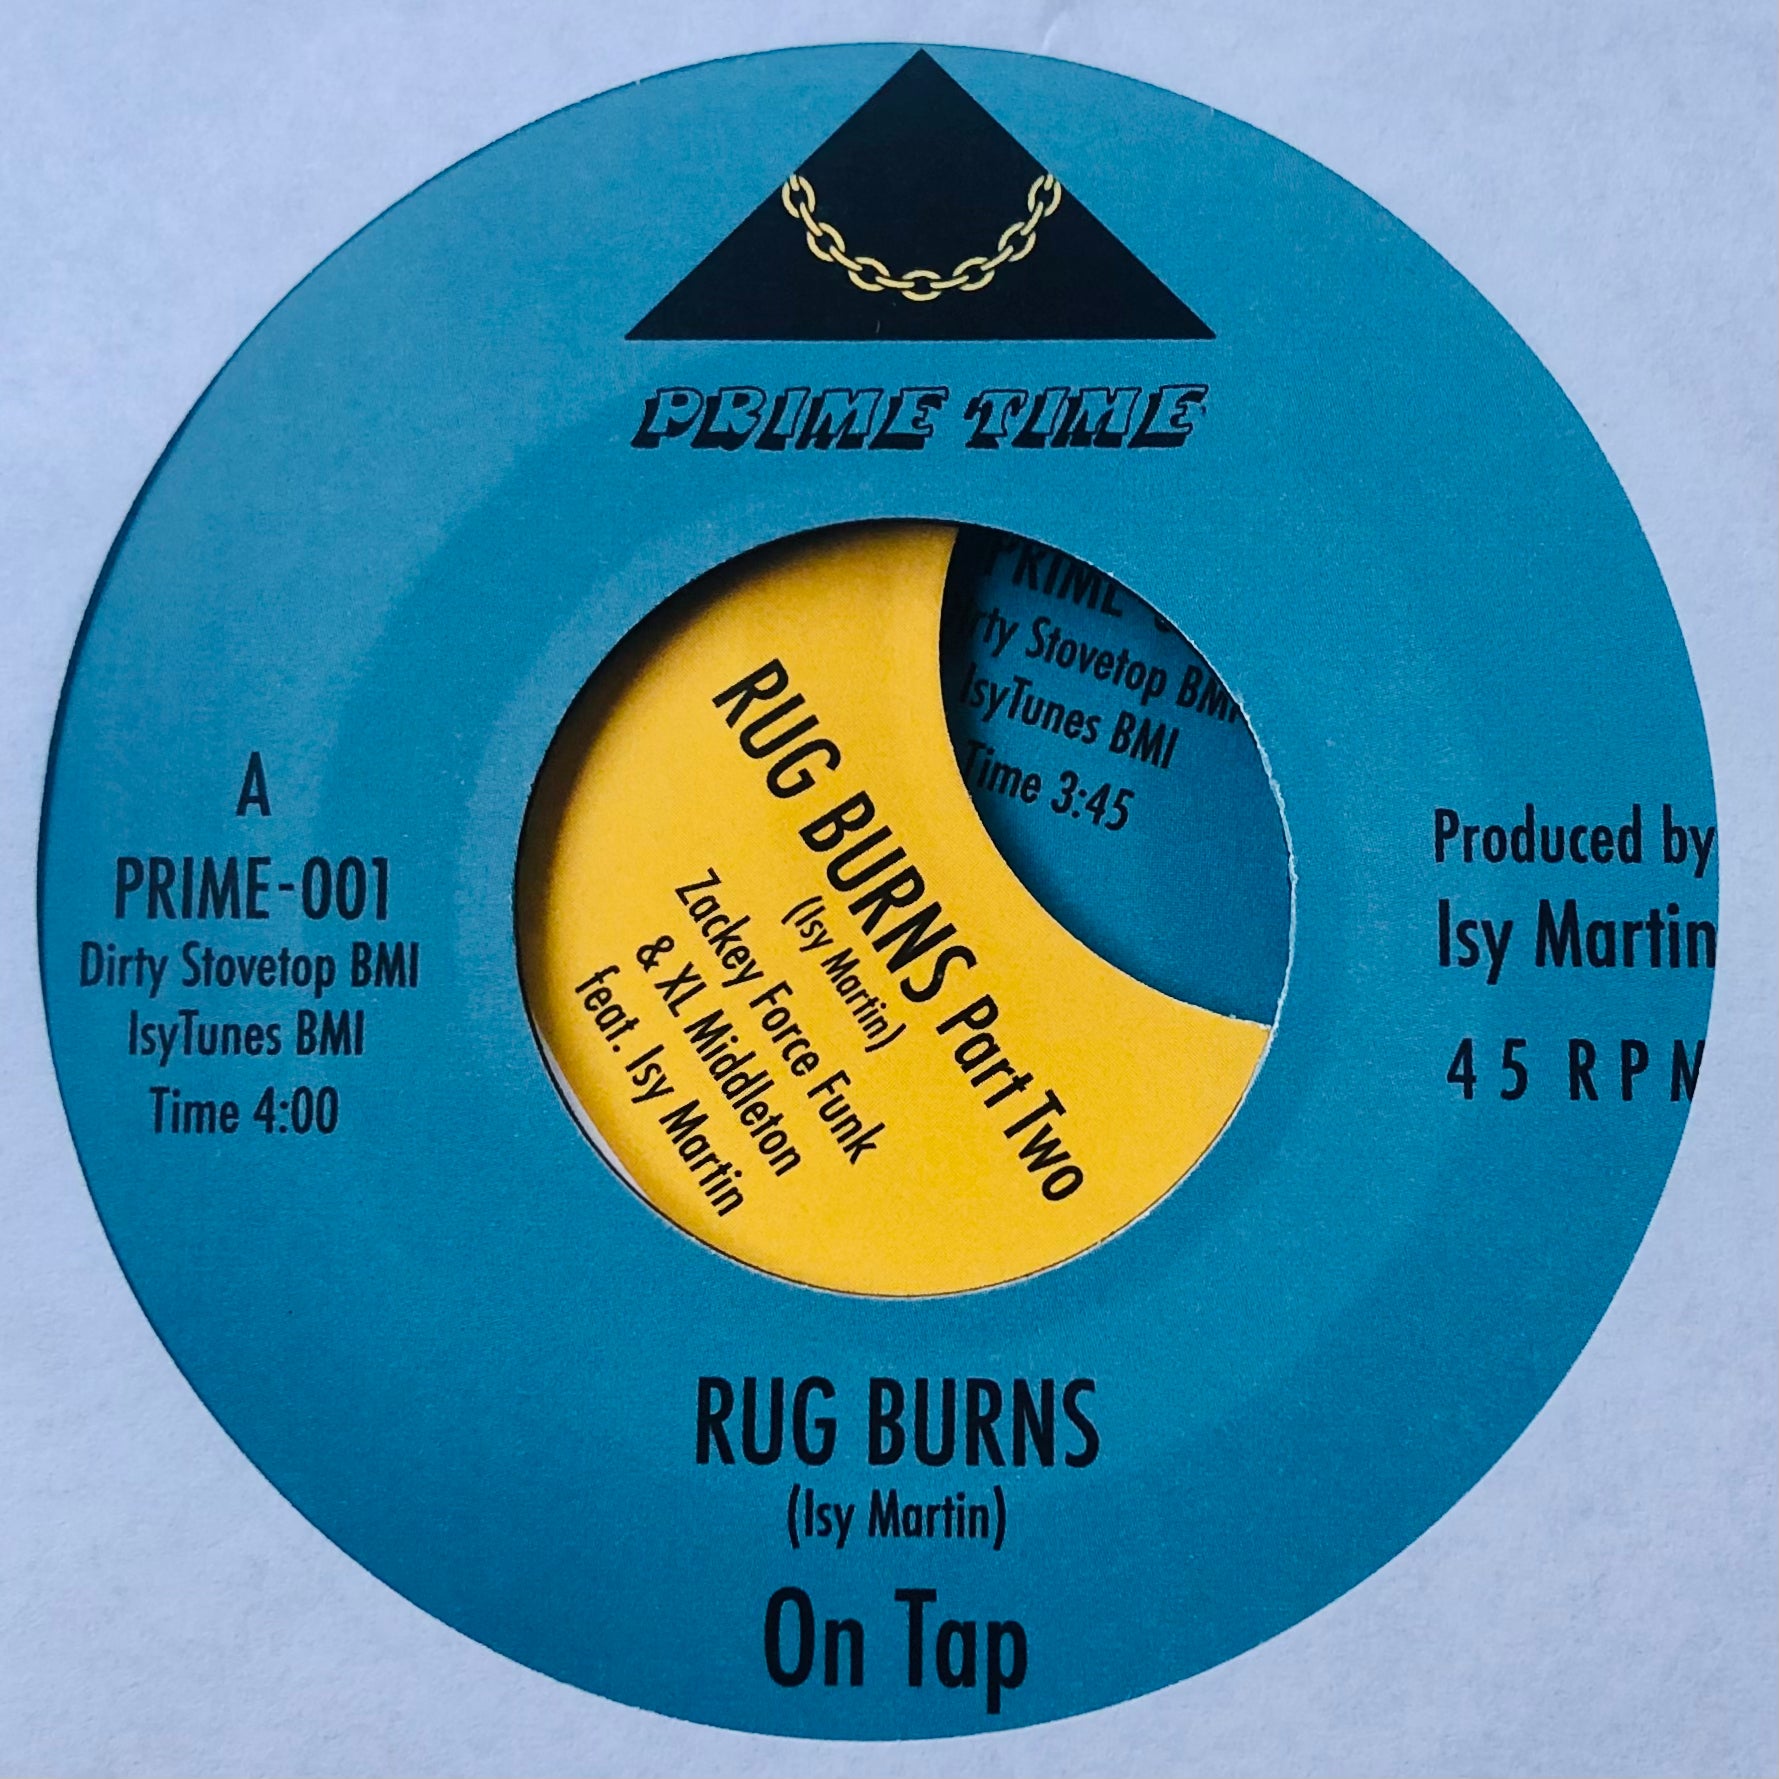 PRIME TIME
A
PRIME-001
Dirty Stovetop BMI
IsyTunes BMI
Time 4:00
Produced by
Isy Martin
45 RPM
RUG BURNS
(Isy Martin)
On Tap
RUG BURNS Part Two
(Isy Martin)
Zackey Force Funk
& XL Middleton
feat. Isy Martin
PRIME
Stovetop BMI
IsyTunes BMI
Time 3:45